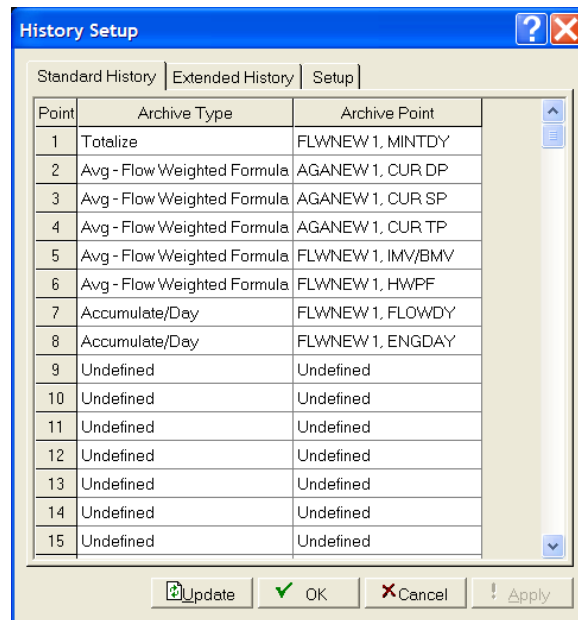 History Setup
Standard History Extended History Setup
Point Archive Type Archive Point
1 Totalize FLWNEW 1, MINTDY
2 Avg - Flow Weighted Formula AGANEW 1, CUR DP
3 Avg - Flow Weighted Formula AGANEW 1, CUR SP
4 Avg - Flow Weighted Formula AGANEW 1, CUR TP
5 Avg - Flow Weighted Formula FLWNEW 1, IMV/BMV
6 Avg - Flow Weighted Formula FLWNEW 1, HWPF
7 Accumulate/Day FLWNEW 1, FLOWDY
8 Accumulate/Day FLWNEW 1, ENGDAY
9 Undefined Undefined
10 Undefined Undefined
11 Undefined Undefined
12 Undefined Undefined
13 Undefined Undefined
14 Undefined Undefined
15 Undefined Undefined
Update OK Cancel ! Apply